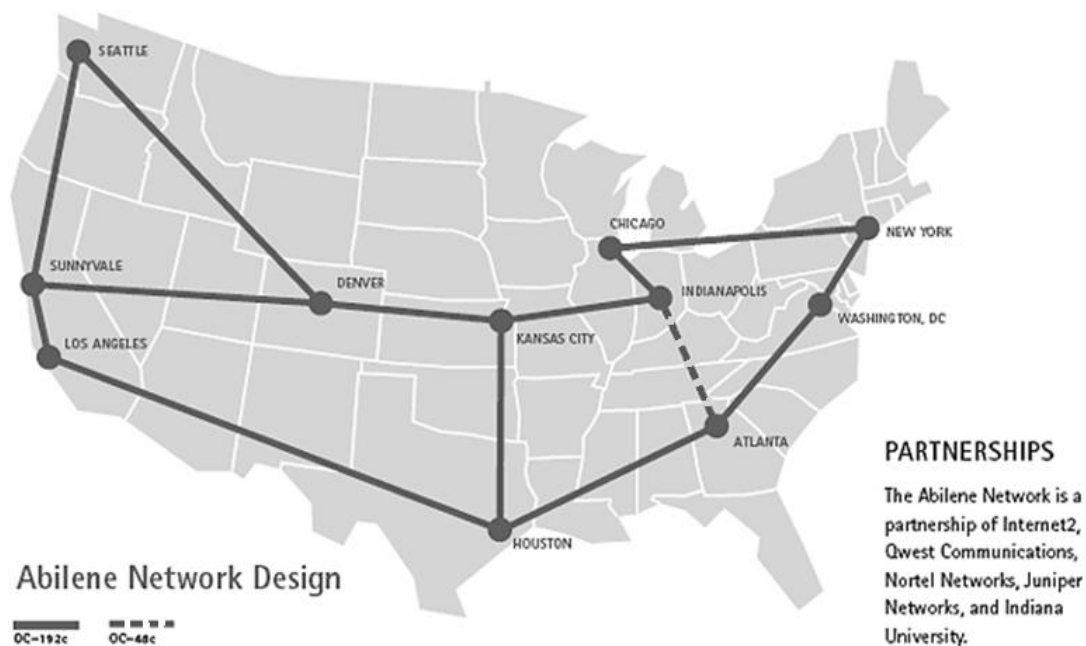 SEATTLE
CHICAGO
NEW YORK
SUNNYVALE
DENVER
INDIANAPOLIS
WASHINGTON, DC
KANSAS CITY
LOS ANGELES
ATLANTA
HOUSTON
PARTNERSHIPS
The Abilene Network is a
partnership of Internet2,
Qwest Communications,
Nortel Networks, Juniper
Networks, and Indiana
University.
Abilene Network Design
OC-192c
OC-48c